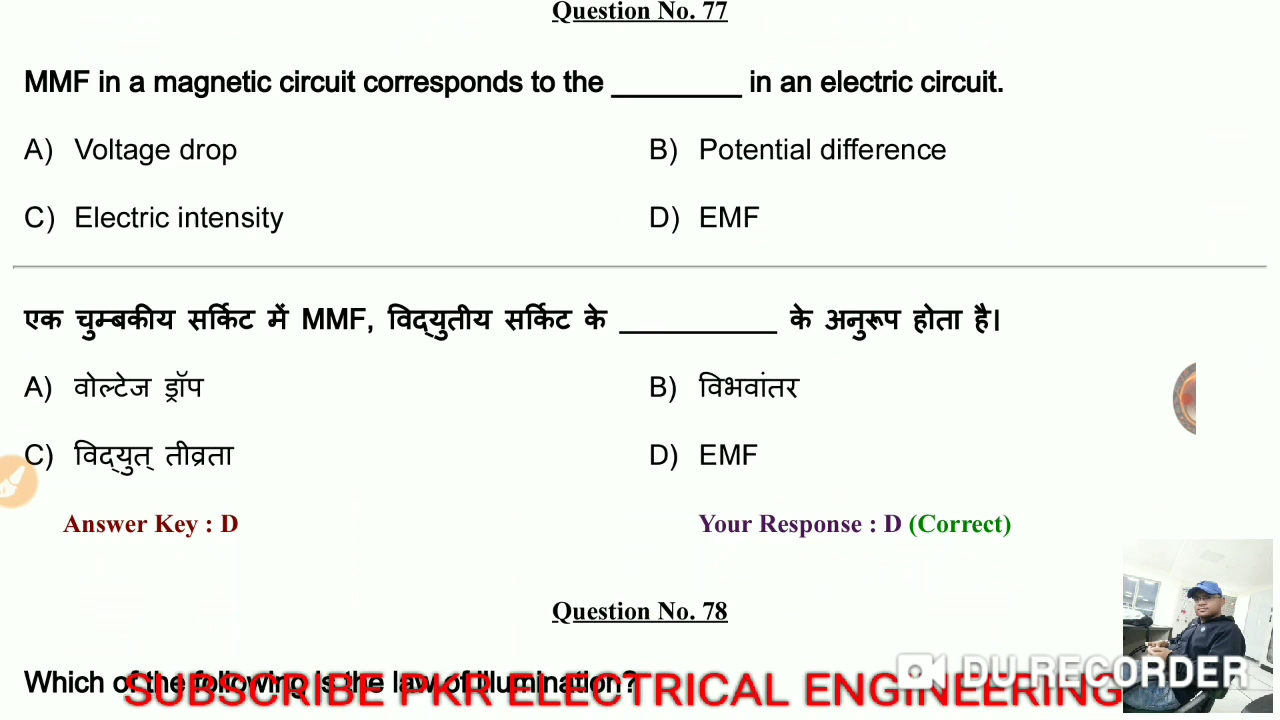 Question No. 77
MMF in a magnetic circuit corresponds to the ________ in an electric circuit.
A) Voltage drop
B) Potential difference
C) Electric intensity
D) EMF
एक चुम्बकीय सर्किट में MMF, विद्युतीय सर्किट के __________ के अनुरूप होता है।
A) वोल्टेज ड्रॉप
B) विभवांतर
C) विद्युत् तीव्रता
D) EMF
Answer Key : D
Your Response : D (Correct)
Question No. 78
Which of the following is the law of illumination?
SUBSCRIBE PKR ELECTRICAL ENGINEERING
DU RECORDER